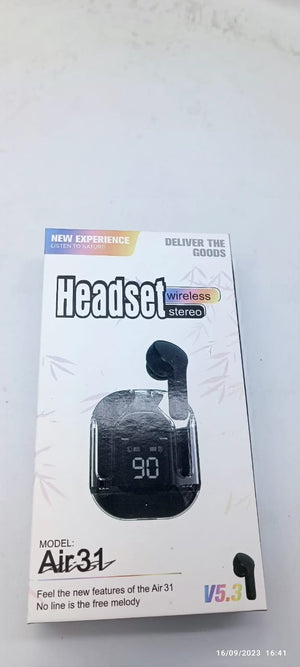 NEW EXPERIENCE
LISTEN TO NATURE
DELIVER THE
GOODS
Headset
wireless
stereo
90
MODEL:
Air31
Feel the new features of the Air 31
No line is the free melody
V5.3
16/09/2023 16:41